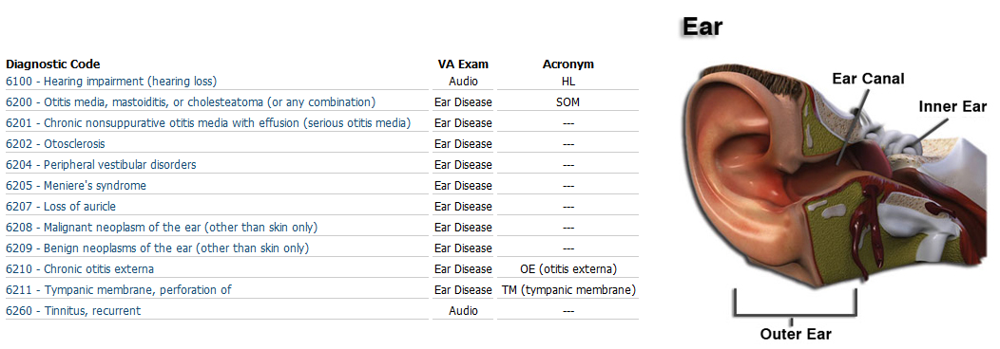 Ear
Diagnostic Code VA Exam Acronym
6100 - Hearing impairment (hearing loss) Audio HL
6200 - Otitis media, mastoiditis, or cholesteatoma (or any combination) Ear Disease SOM
6201 - Chronic nonsuppurative otitis media with effusion (serious otitis media) Ear Disease ---
6202 - Otosclerosis Ear Disease ---
6204 - Peripheral vestibular disorders Ear Disease ---
6205 - Meniere's syndrome Ear Disease ---
6207 - Loss of auricle Ear Disease ---
6208 - Malignant neoplasm of the ear (other than skin only) Ear Disease ---
6209 - Benign neoplasms of the ear (other than skin only) Ear Disease ---
6210 - Chronic otitis externa Ear Disease OE (otitis externa)
6211 - Tympanic membrane, perforation of Ear Disease TM (tympanic membrane)
6260 - Tinnitus, recurrent Audio ---
Ear Canal
Inner Ear
Outer Ear